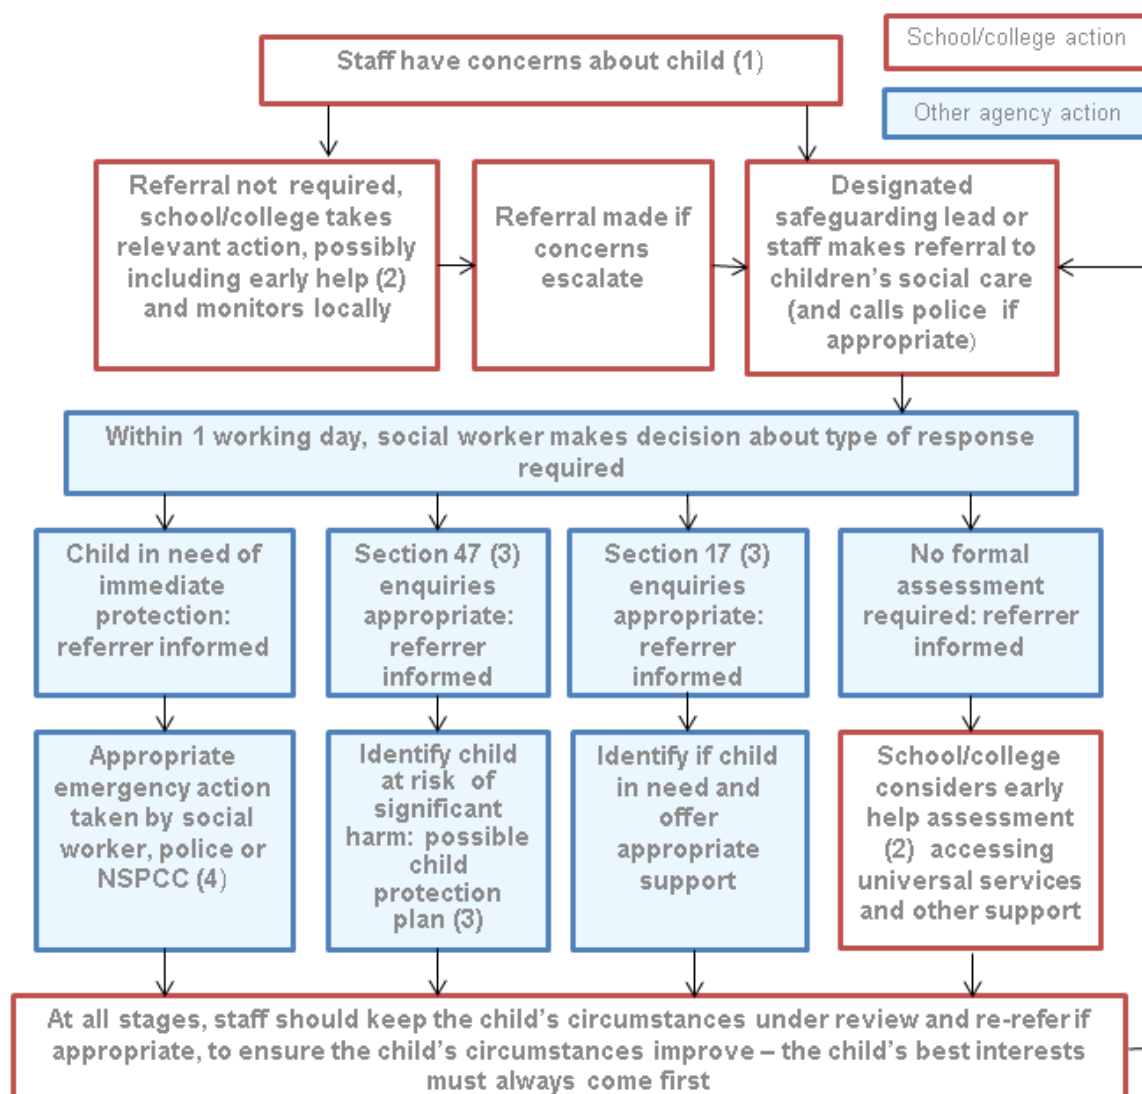 School/college action
Staff have concerns about child (1)
Other agency action
Referral not required,
school/college takes
relevant action, possibly
including early help (2)
and monitors locally
Referral made if
concerns
escalate
Designated
safeguarding lead or
staff makes referral to
children’s social care
(and calls police if
appropriate)
Within 1 working day, social worker makes decision about type of response
required
Child in need of
immediate
protection:
referrer informed
Section 47 (3)
enquiries
appropriate:
referrer
informed
Section 17 (3)
enquiries
appropriate:
referrer
informed
No formal
assessment
required: referrer
informed
Appropriate
emergency action
taken by social
worker, police or
NSPCC (4)
Identify child
at risk of
significant
harm: possible
child
protection
plan (3)
Identify if child
in need and
offer
appropriate
support
School/college
considers early
help assessment
(2) accessing
universal services
and other support
At all stages, staff should keep the child’s circumstances under review and re-refer if
appropriate, to ensure the child’s circumstances improve – the child’s best interests
must always come first